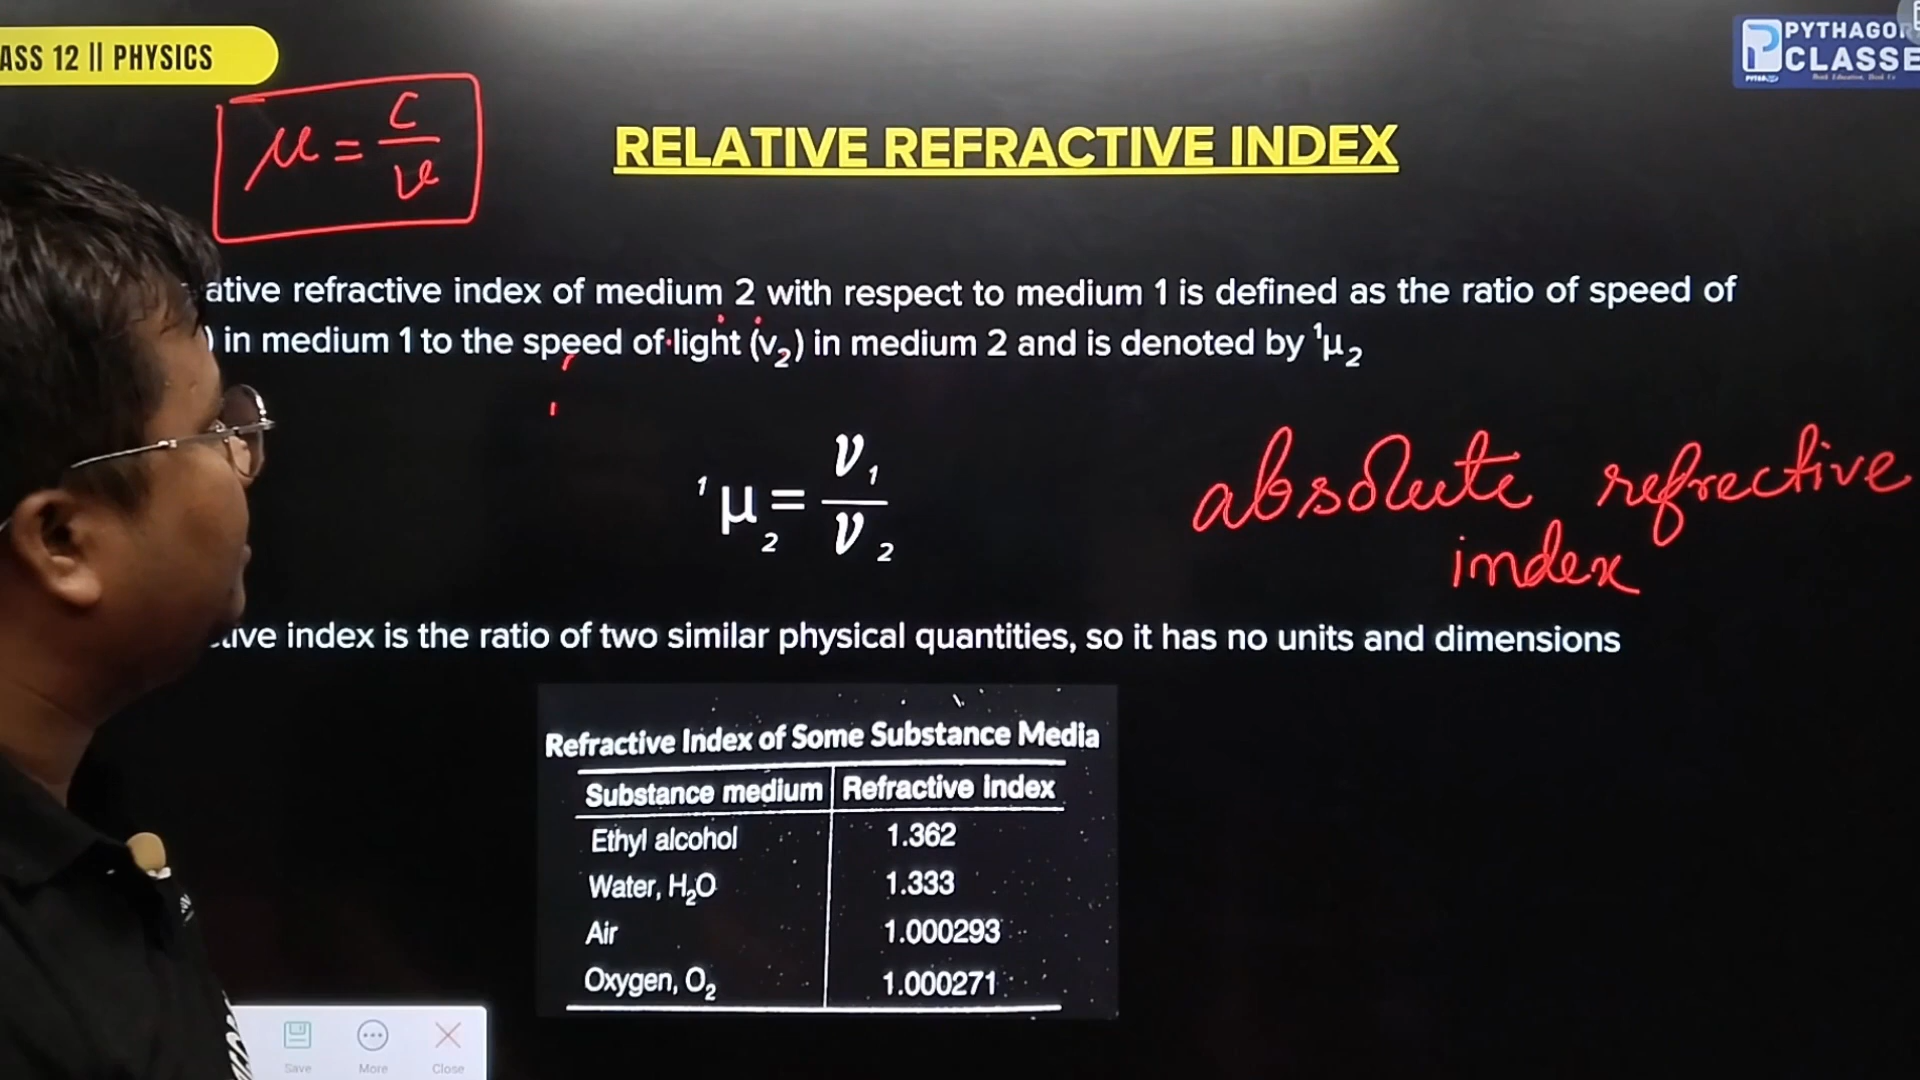 ASS 12 || PHYSICS
PYTHAGOR
CLASSE
μ = c/v
RELATIVE REFRACTIVE INDEX
ative refractive index of medium 2 with respect to medium 1 is defined as the ratio of speed of
) in medium 1 to the speed of light (v₂) in medium 2 and is denoted by ¹μ₂
¹μ₂ = v₁/v₂
absolute refrective
index
tive index is the ratio of two similar physical quantities, so it has no units and dimensions
Refractive Index of Some Substance Media
Substance medium Refractive index
Ethyl alcohol 1.362
Water, H₂O 1.333
Air 1.000293
Oxygen, O₂ 1.000271
Save More Close